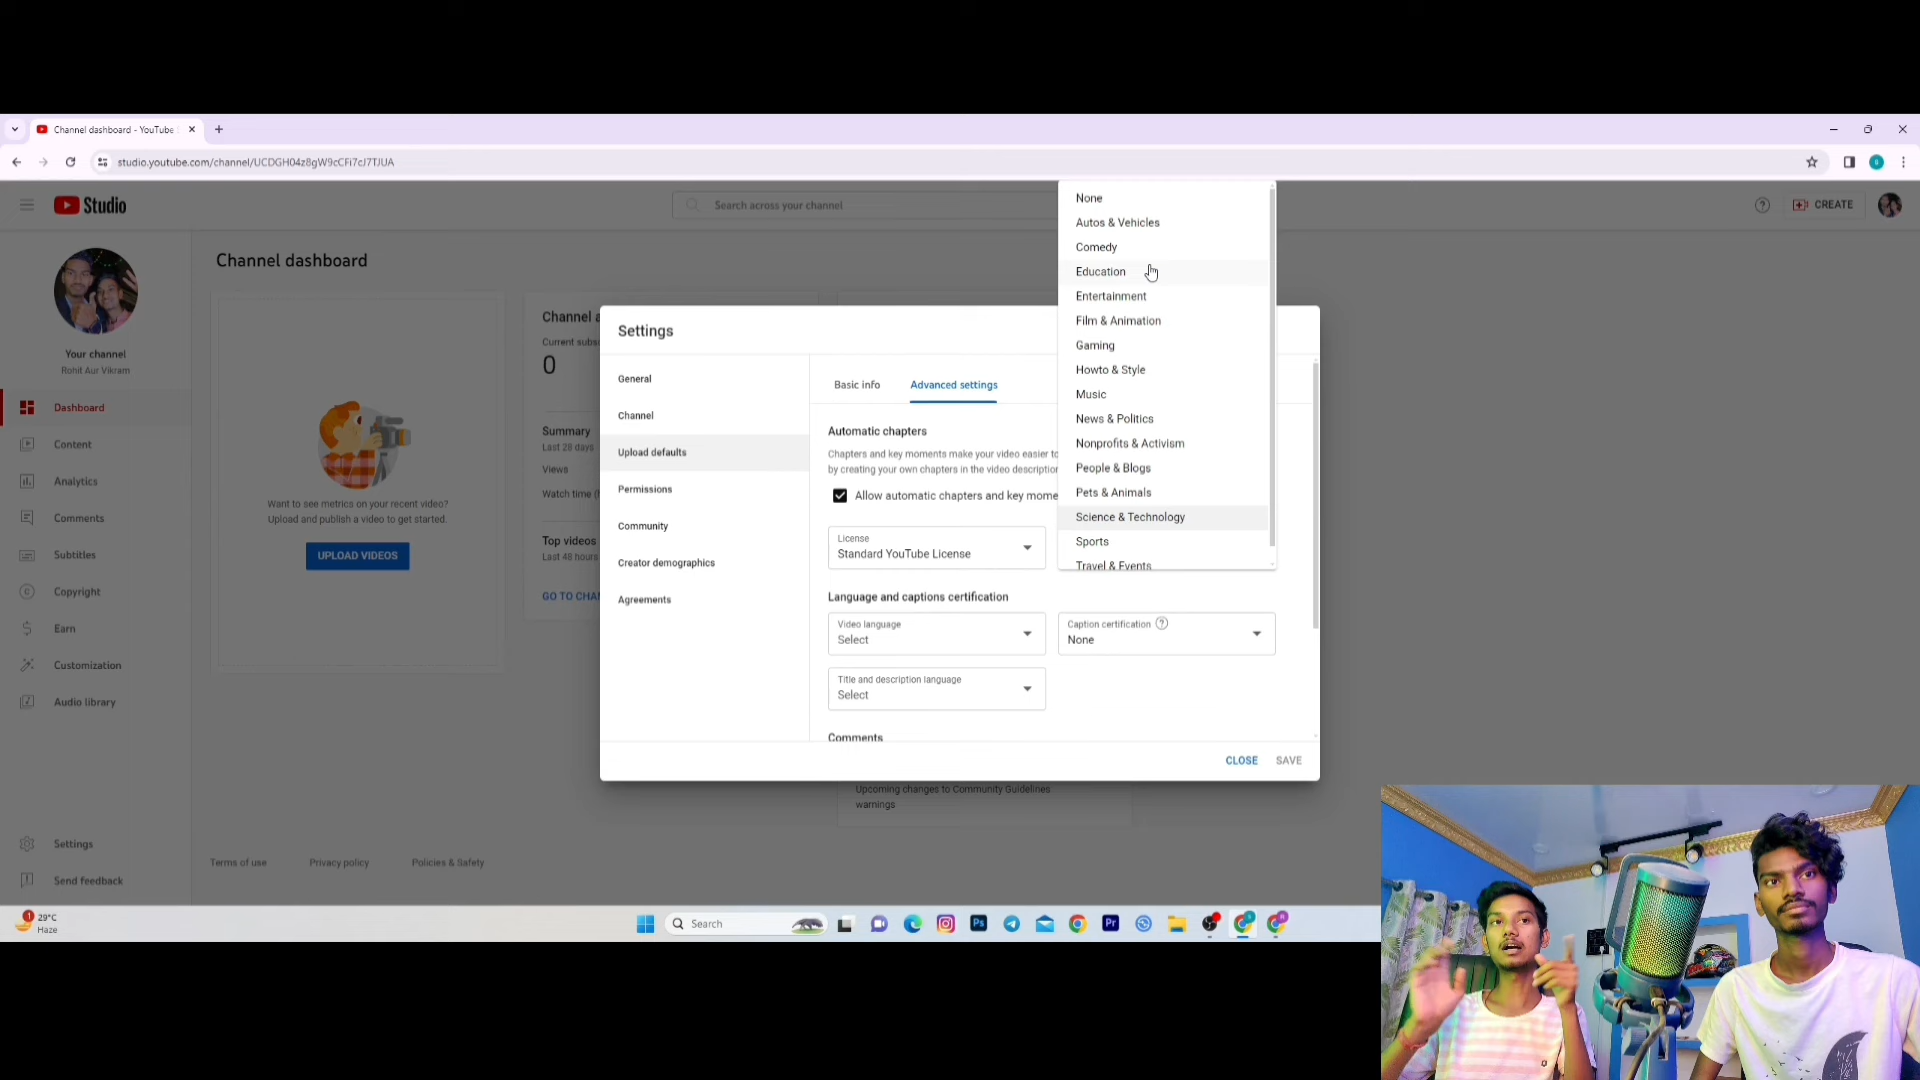 Channel dashboard - YouTube
studio.youtube.com/channel/UCDGH04z8gW9cCFi7cJ7TJUA
Studio
Search across your channel
CREATE
Your channel
Rohit Aur Vikram
Dashboard
Content
Analytics
Comments
Subtitles
Copyright
Earn
Customization
Audio library
Settings
Send feedback
Channel dashboard
Want to see metrics on your recent video?
Upload and publish a video to get started.
UPLOAD VIDEOS
Channel a
Current subs
0
Summary
Last 28 days
Views
Watch time (
Top videos
Last 48 hours
GO TO CHA
Settings
General
Channel
Upload defaults
Permissions
Community
Creator demographics
Agreements
Basic info
Advanced settings
Automatic chapters
Chapters and key moments make your video easier to
by creating your own chapters in the video description
Allow automatic chapters and key mome
License
Standard YouTube License
Language and captions certification
Video language
Select
Caption certification
None
Title and description language
Select
Comments
CLOSE
SAVE
None
Autos & Vehicles
Comedy
Education
Entertainment
Film & Animation
Gaming
Howto & Style
Music
News & Politics
Nonprofits & Activism
People & Blogs
Pets & Animals
Science & Technology
Sports
Travel & Events
Upcoming changes to Community Guidelines
warnings
Terms of use
Privacy policy
Policies & Safety
1
29°C
Haze
Search
Ps
Pr